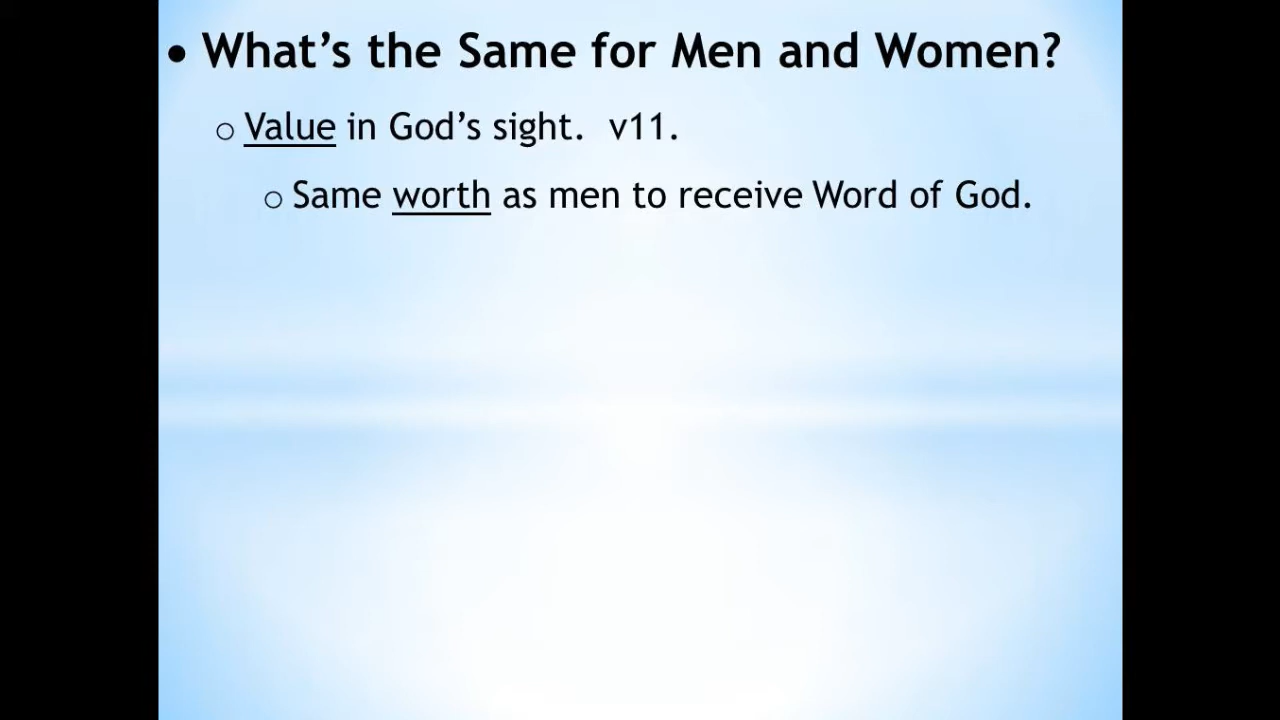 • What’s the Same for Men and Women?
o Value in God’s sight.  v11.
o Same worth as men to receive Word of God.